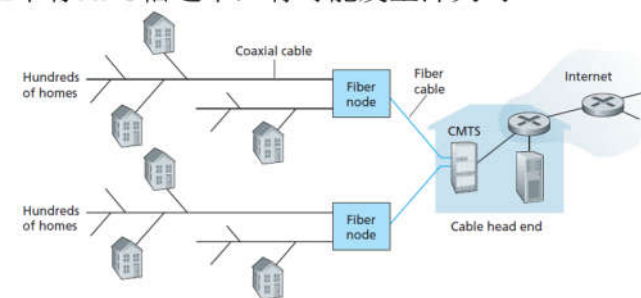 Coaxial cable
Hundreds
of homes
Fiber
node
Fiber
cable
Internet
CMTS
Hundreds
of homes
Fiber
node
Cable head end